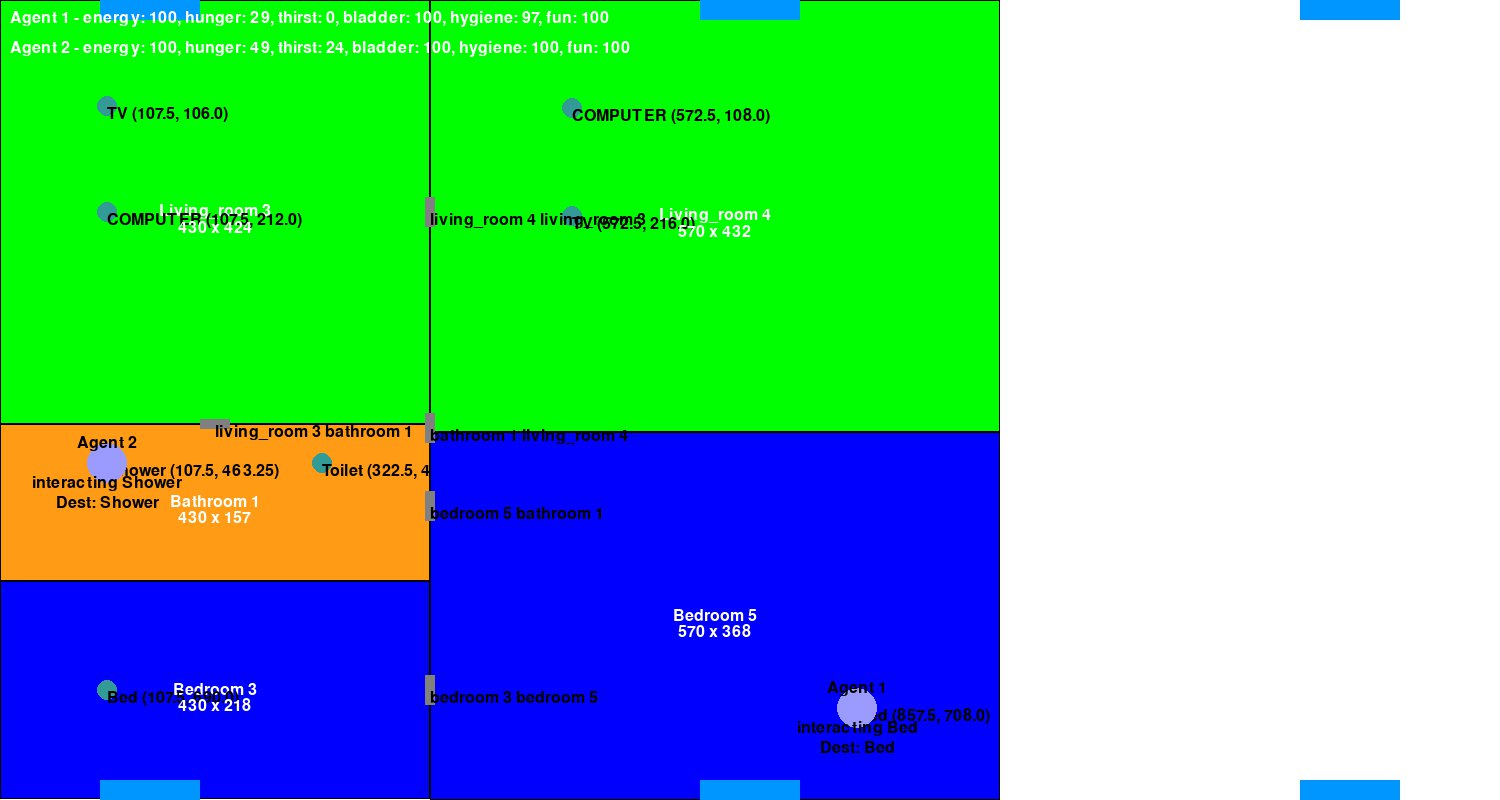 Agent 1 - energy: 100, hunger: 29, thirst: 0, bladder: 100, hygiene: 97, fun: 100
Agent 2 - energy: 100, hunger: 49, thirst: 24, bladder: 100, hygiene: 100, fun: 100
TV (107.5, 106.0)
COMPUTER (572.5, 108.0)
Living_room 3
COMPUTER (107.5, 212.0)
430 x 424
living_room 4 living_room 3
Living_room 4
TV (572.5, 216.0)
570 x 432
living_room 3 bathroom 1
bathroom 1 living_room 4
Agent 2
(107.5, 463.25)
Toilet (322.5, 4
interacting Shower
Dest: Shower
Bathroom 1
430 x 157
bedroom 5 bathroom 1
Bedroom 5
570 x 368
Bedroom 3
Bed
430 x 218
bedroom 3 bedroom 5
Agent 1
(857.5, 708.0)
interacting Bed
Dest: Bed